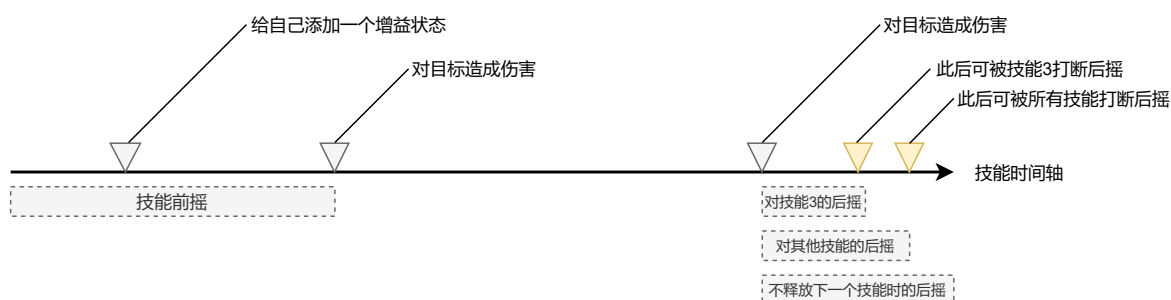 给自己添加一个增益状态
对目标造成伤害
对目标造成伤害
此后可被技能3打断后摇
此后可被所有技能打断后摇
技能时间轴
技能前摇
对技能3的后摇
对其他技能的后摇
不释放下一个技能时的后摇